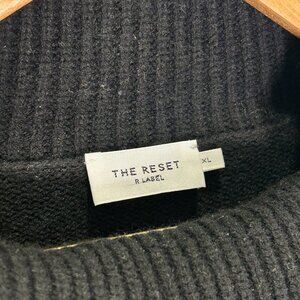 THE RESET
R LABEL
XL